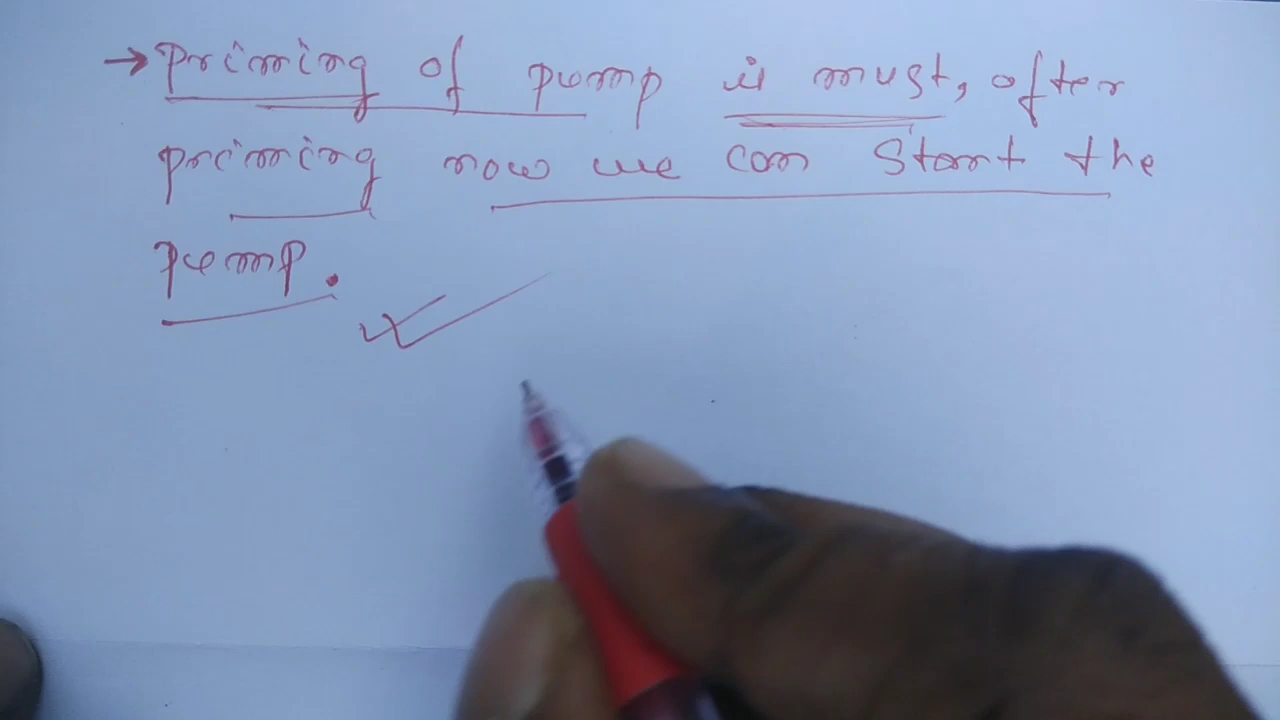 → Priming of pump is must, after
priming now we can start the
pump.